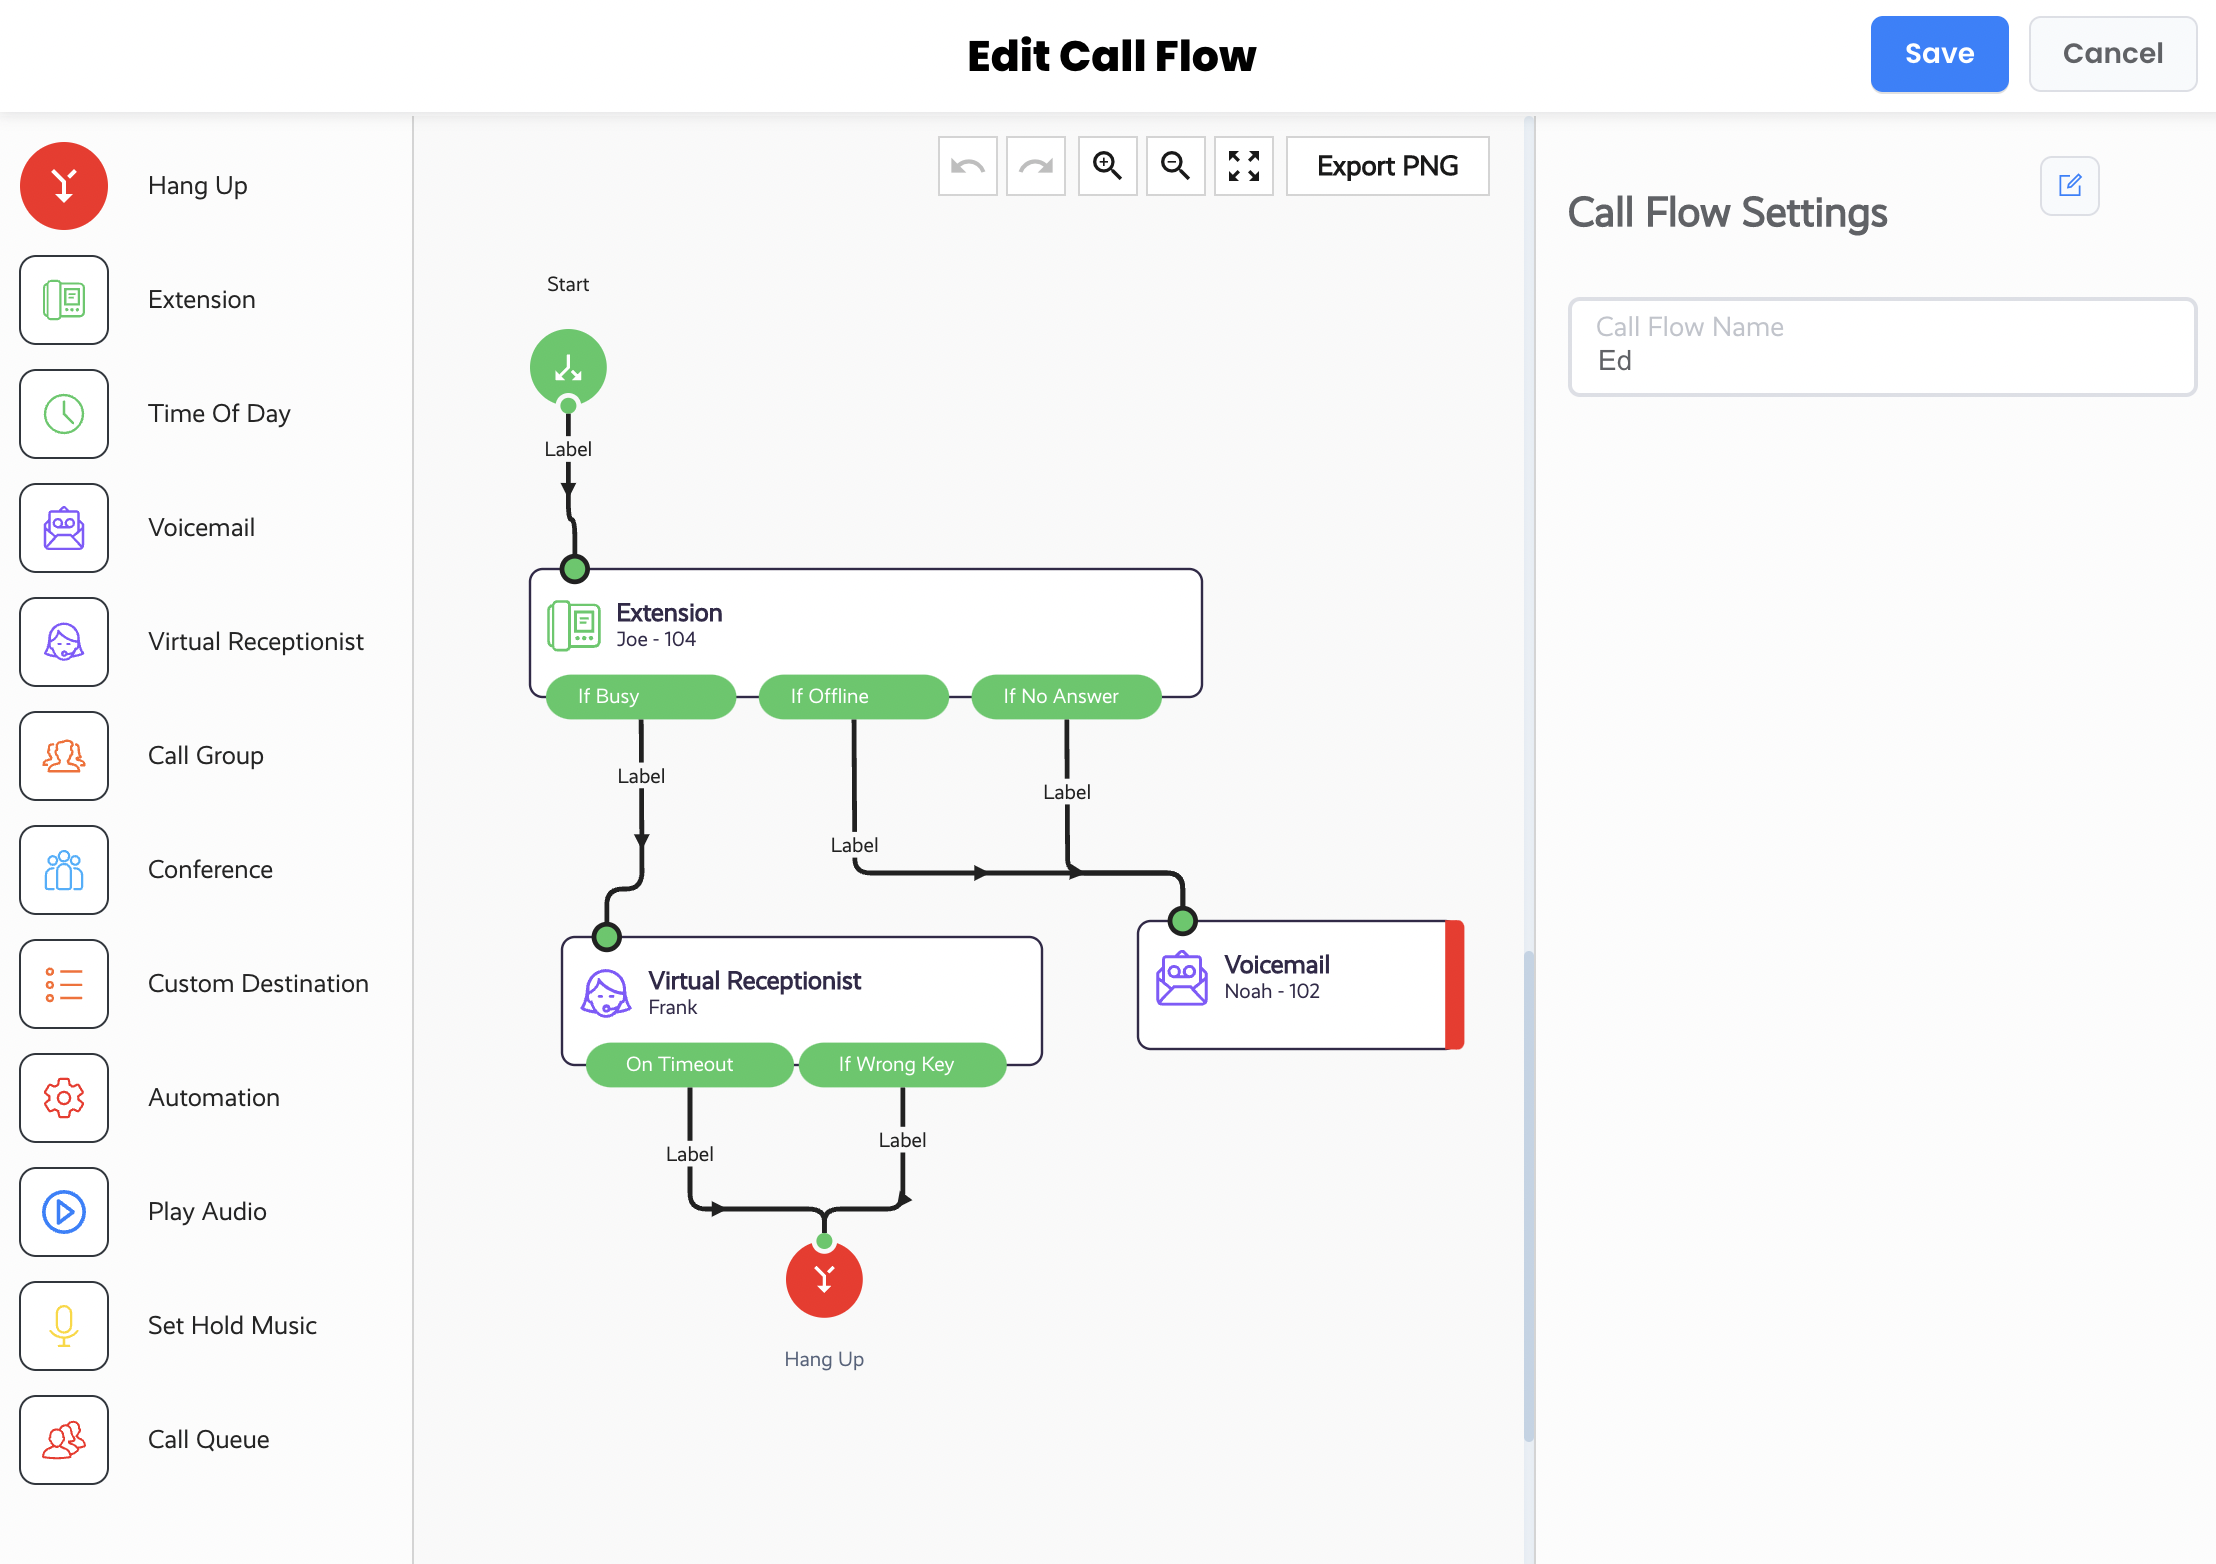 Edit Call Flow
Save
Cancel
Hang Up
Extension
Time Of Day
Voicemail
Virtual Receptionist
Call Group
Conference
Custom Destination
Automation
Play Audio
Set Hold Music
Call Queue
Export PNG
Start
Label
Extension
Joe - 104
If Busy
If Offline
If No Answer
Label
Label
Label
Virtual Receptionist
Frank
On Timeout
If Wrong Key
Voicemail
Noah - 102
Label
Label
Hang Up
Call Flow Settings
Call Flow Name
Ed